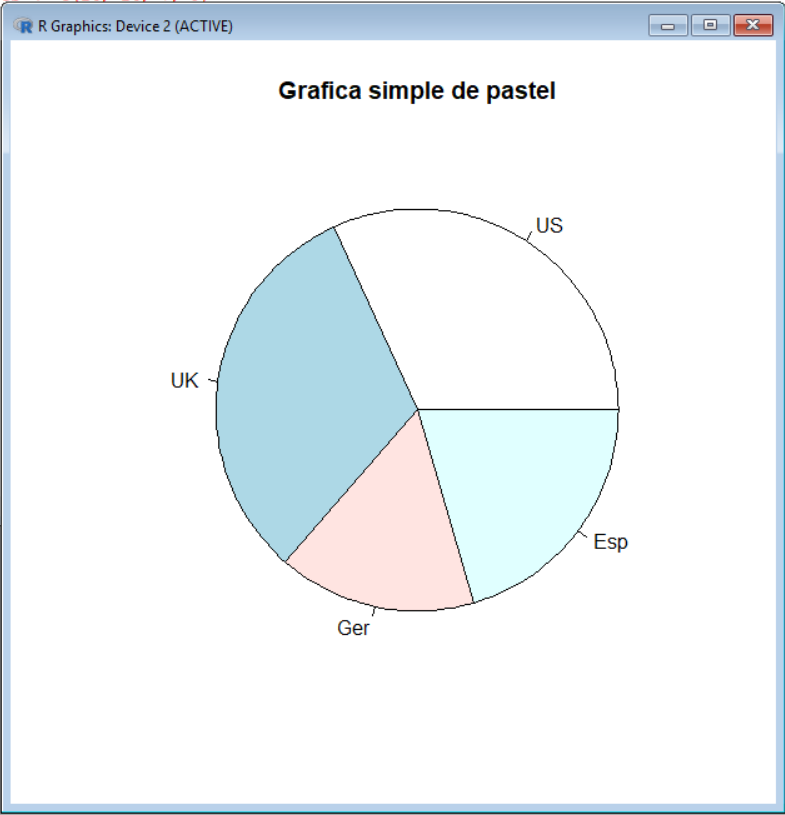 R Graphics: Device 2 (ACTIVE)
Grafica simple de pastel
US
UK
Esp
Ger